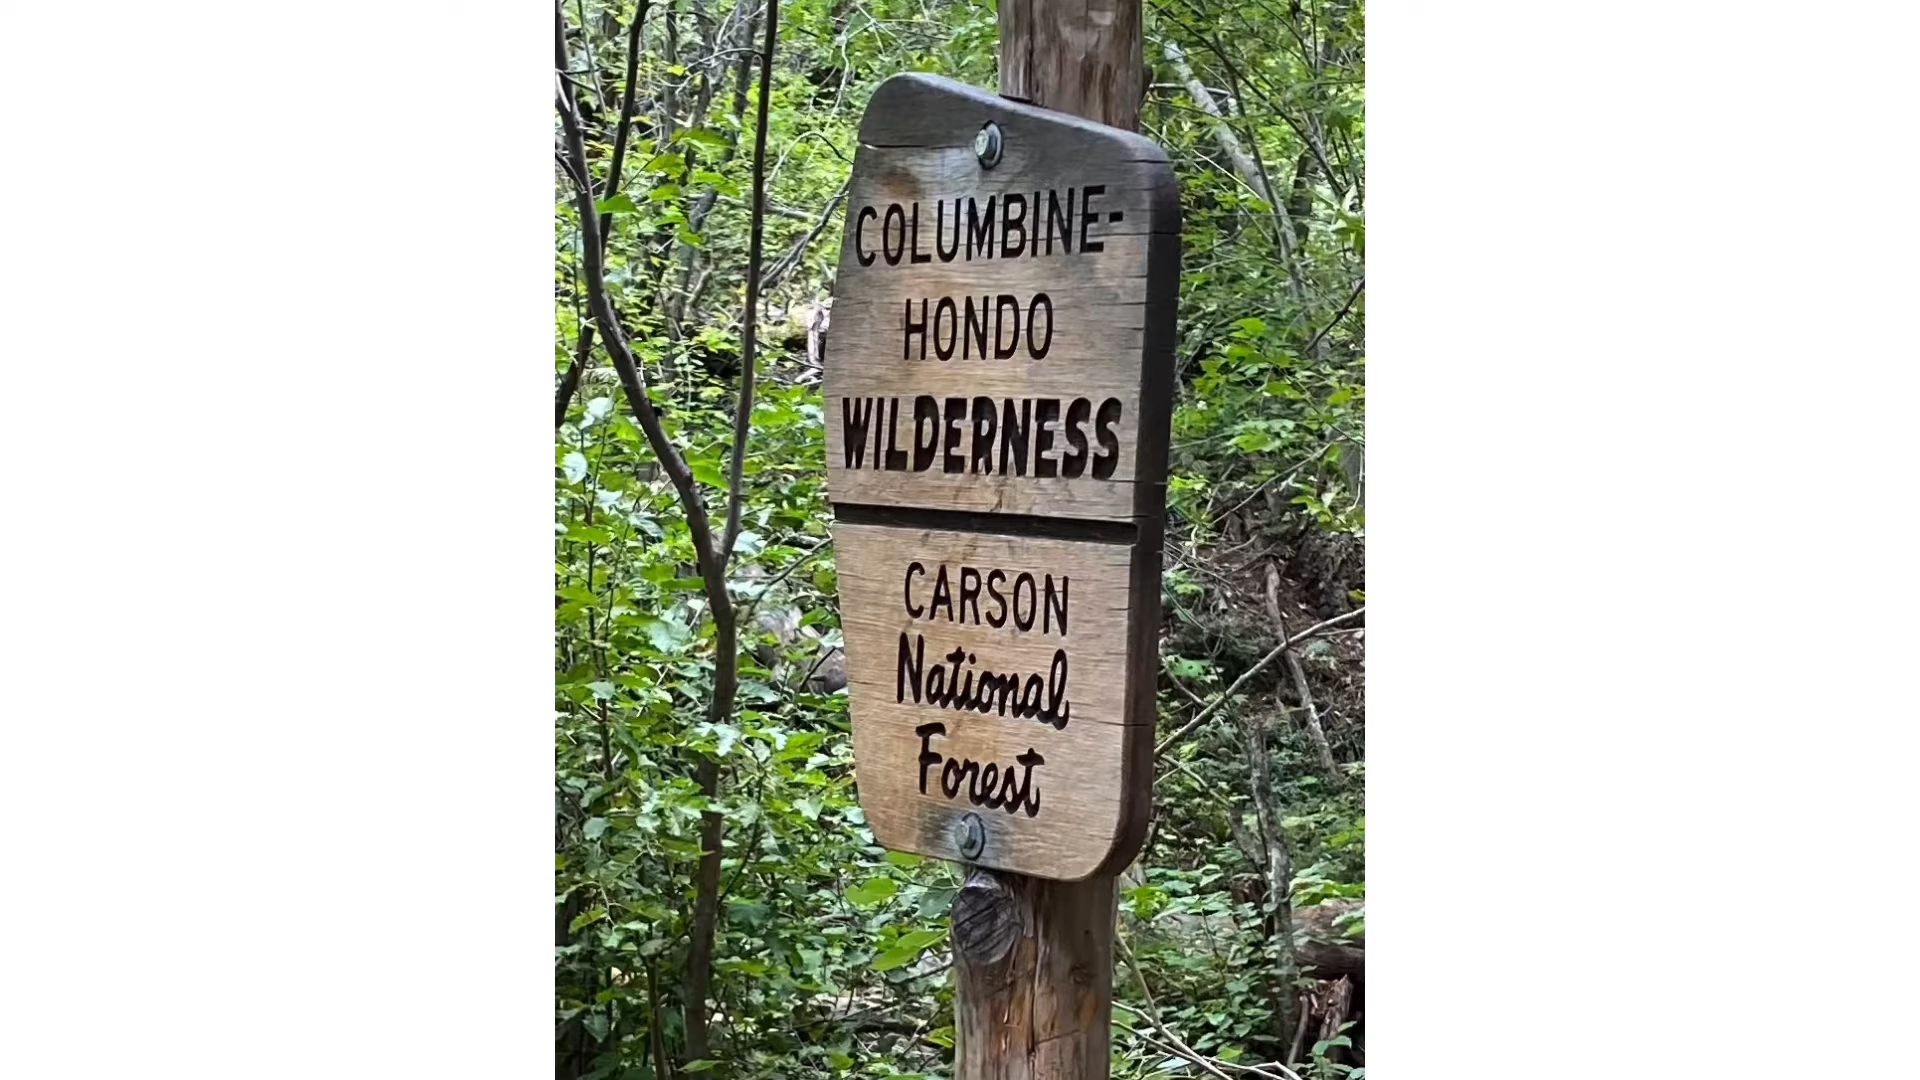 COLUMBINE-
HONDO
WILDERNESS
CARSON
National
Forest